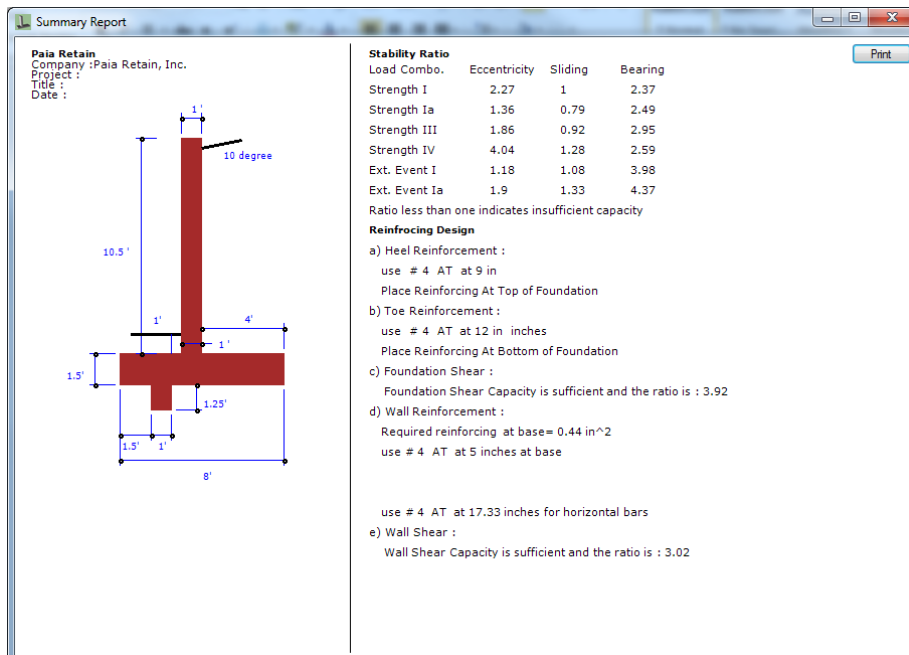 Summary Report
Print
Paia Retain
Company :Paia Retain, Inc.
Project :
Title :
Date :
1 '
10 degree
10.5 '
1'
4'
1 '
1.5'
1.25'
1.5'
1'
8'
Stability Ratio
Load Combo. Eccentricity Sliding Bearing
Strength I 2.27 1 2.37
Strength Ia 1.36 0.79 2.49
Strength III 1.86 0.92 2.95
Strength IV 4.04 1.28 2.59
Ext. Event I 1.18 1.08 3.98
Ext. Event Ia 1.9 1.33 4.37
Ratio less than one indicates insufficient capacity
Reinfrocing Design
a) Heel Reinforcement :
use # 4 AT at 9 in
Place Reinforcing At Top of Foundation
b) Toe Reinforcement :
use # 4 AT at 12 in inches
Place Reinforcing At Bottom of Foundation
c) Foundation Shear :
Foundation Shear Capacity is sufficient and the ratio is : 3.92
d) Wall Reinforcement :
Required reinforcing at base= 0.44 in^2
use # 4 AT at 5 inches at base
use # 4 AT at 17.33 inches for horizontal bars
e) Wall Shear :
Wall Shear Capacity is sufficient and the ratio is : 3.02